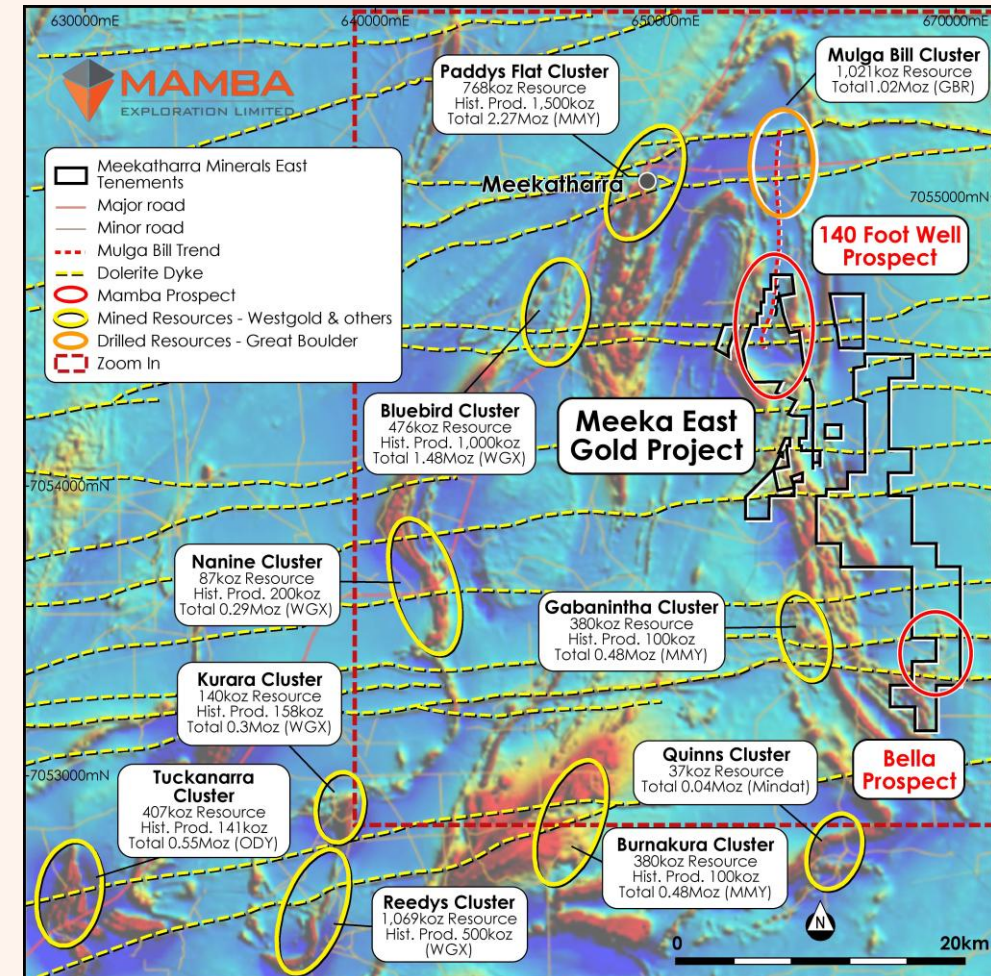 630000mE
640000mE
650000mE
670000mE
MAMBA
EXPLORATION LIMITED
Paddys Flat Cluster
768koz Resource
Hist. Prod. 1,500koz
Total 2.27Moz (MMY)
Mulga Bill Cluster
1,021koz Resource
Total1.02Moz (GBR)
Meekatharra Minerals East
Tenements
Major road
Minor road
Mulga Bill Trend
Dolerite Dyke
Mamba Prospect
Mined Resources - Westgold & others
Drilled Resources - Great Boulder
Zoom In
Meekatharra
7055000mN
140 Foot Well
Prospect
Bluebird Cluster
476koz Resource
Hist. Prod. 1,000koz
Total 1.48Moz (WGX)
Meeka East
Gold Project
7054000mN
Nanine Cluster
87koz Resource
Hist. Prod. 200koz
Total 0.29Moz (WGX)
Gabanintha Cluster
380koz Resource
Hist. Prod. 100koz
Total 0.48Moz (MMY)
Kurara Cluster
140koz Resource
Hist. Prod. 158koz
Total 0.3Moz (WGX)
7053000mN
Quinns Cluster
37koz Resource
Total 0.04Moz (Mindat)
Bella
Prospect
Tuckanarra
Cluster
407koz Resource
Hist. Prod. 141koz
Total 0.55Moz (ODY)
Burnakura Cluster
380koz Resource
Hist. Prod. 100koz
Total 0.48Moz (MMY)
Reedys Cluster
1,069koz Resource
Hist. Prod. 500koz
(WGX)
N
0
20km